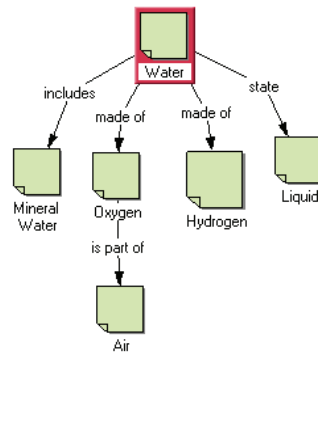 Water
includes
made of
made of
state
Mineral
Water
Oxygen
Hydrogen
Liquid
is part of
Air